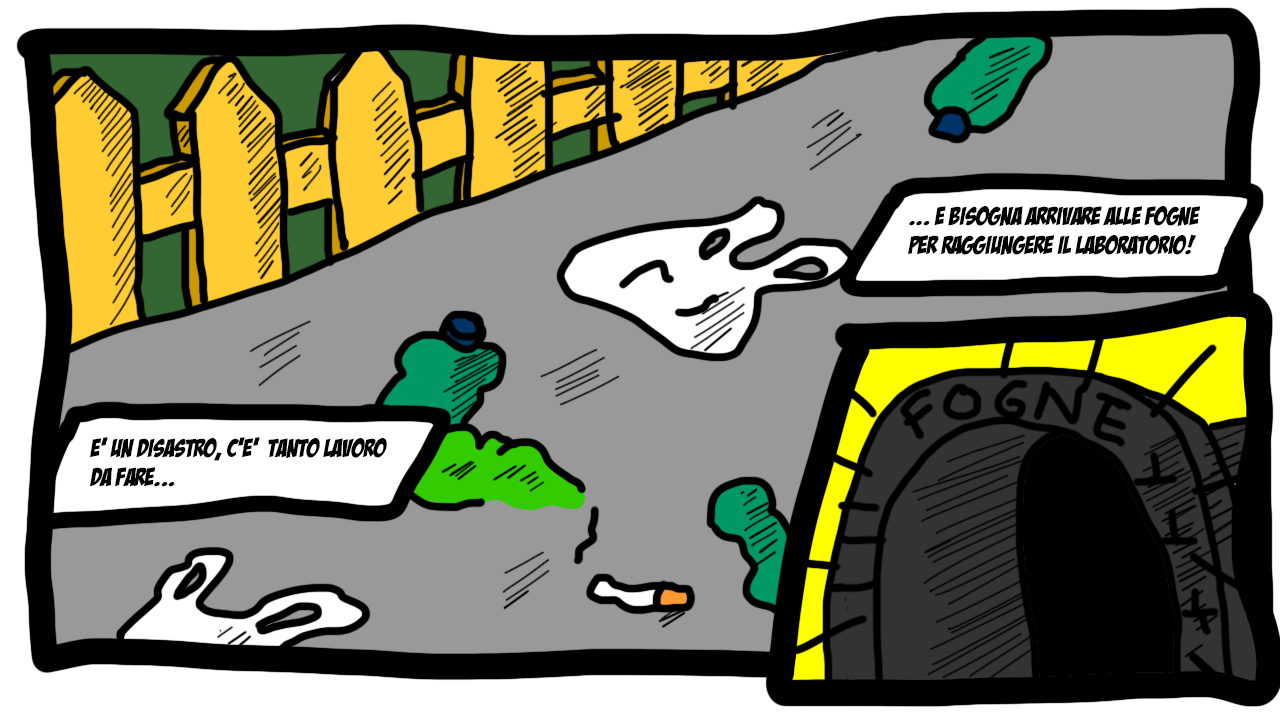 E' UN DISASTRO, C'E' TANTO LAVORO
DA FARE...
... E BISOGNA ARRIVARE ALLE FOGNE
PER RAGGIUNGERE IL LABORATORIO!
FOGNE